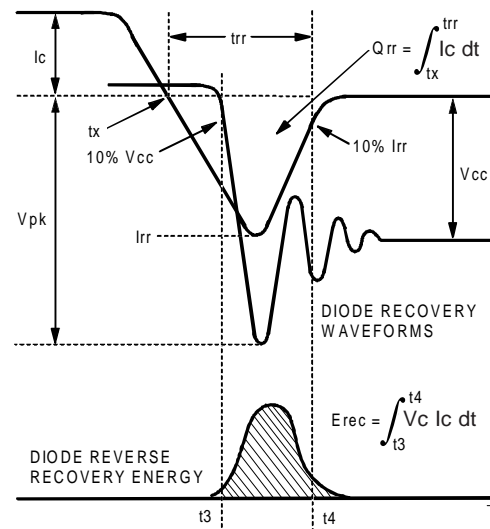 trr
Ic
Qrr = ∫ trr tx Ic dt
tx
10% Vcc
10% Irr
Vcc
Vpk
Irr
DIODE RECOVERY
WAVEFORMS
Erec = ∫ t4 t3 Vc Ic dt
DIODE REVERSE
RECOVERY ENERGY
t3
t4